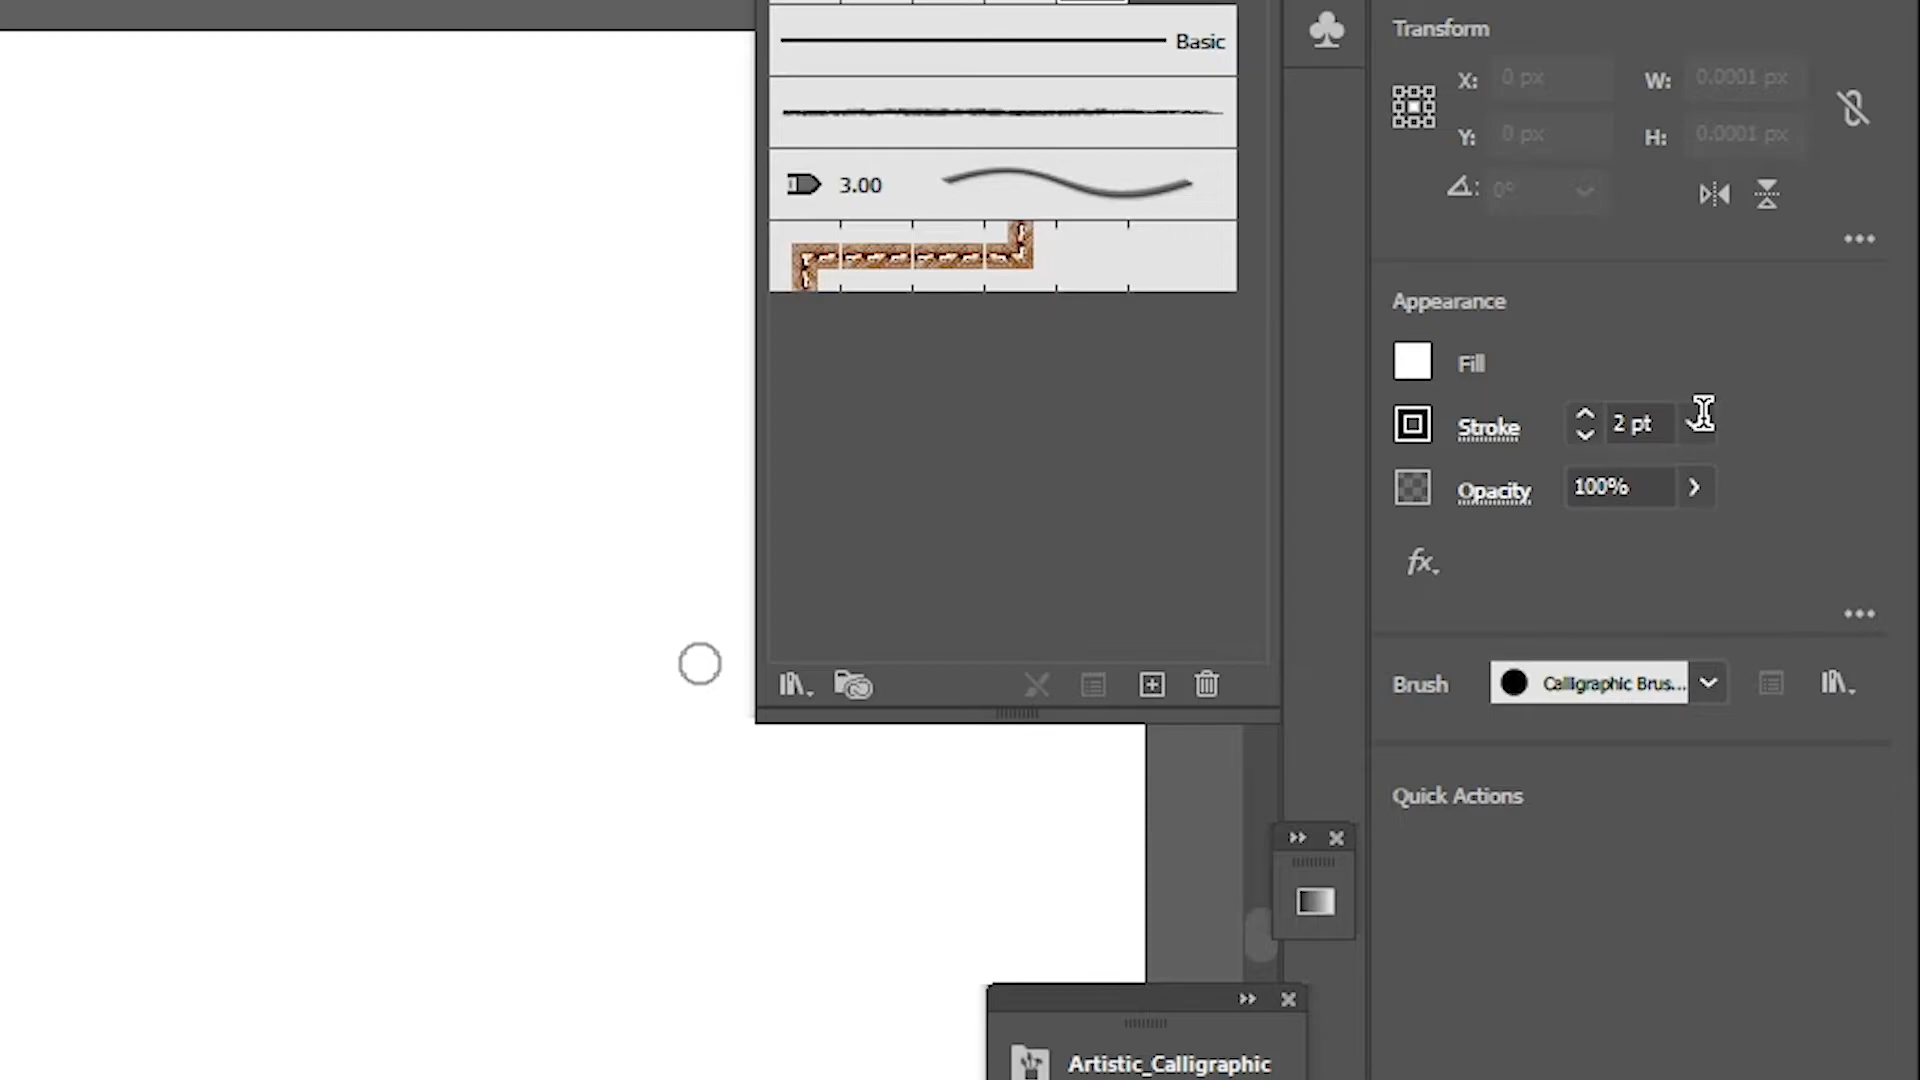 Basic
3.00
Transform
X: 0 px W: 0.0001 px
Y: 0 px H: 0.0001 px
0°
Appearance
Fill
Stroke 2 pt
Opacity 100%
fx.
Brush Calligraphic Brus...
Quick Actions
Artistic_Calligraphic